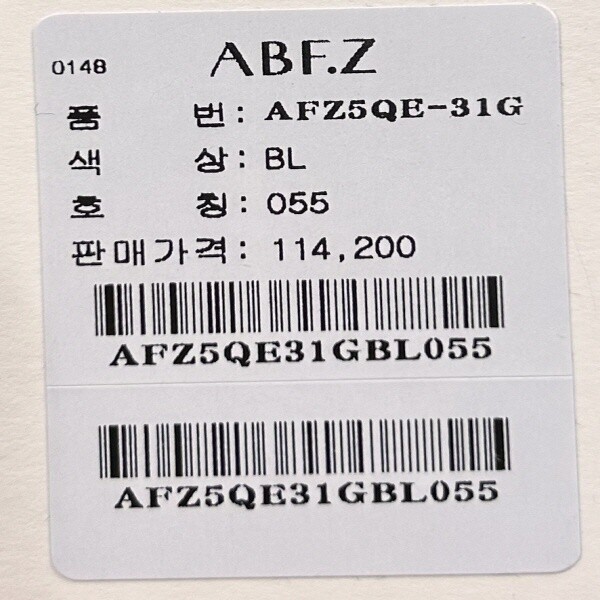 0148 ABF.Z
품 번: AFZ5QE-31G
색 상: BL
호 칭: 055
판매가격: 114,200
AFZ5QE31GBL055
AFZ5QE31GBL055